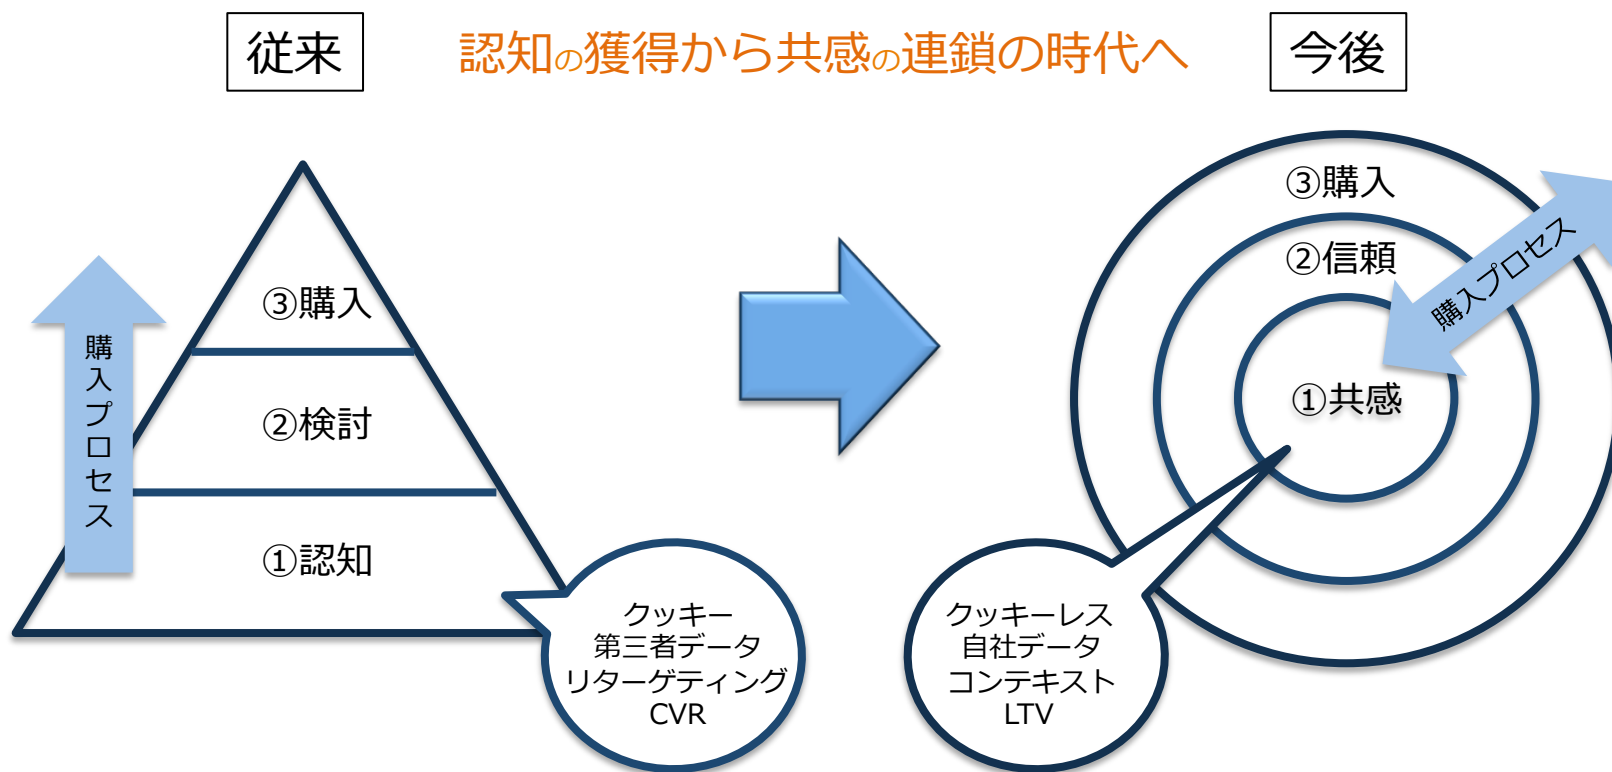 従来
認知の獲得から共感の連鎖の時代へ
今後
購入プロセス
③購入
②検討
①認知
クッキー
第三者データ
リターゲティング
CVR
③購入
②信頼
①共感
購入プロセス
クッキーレス
自社データ
コンテキスト
LTV